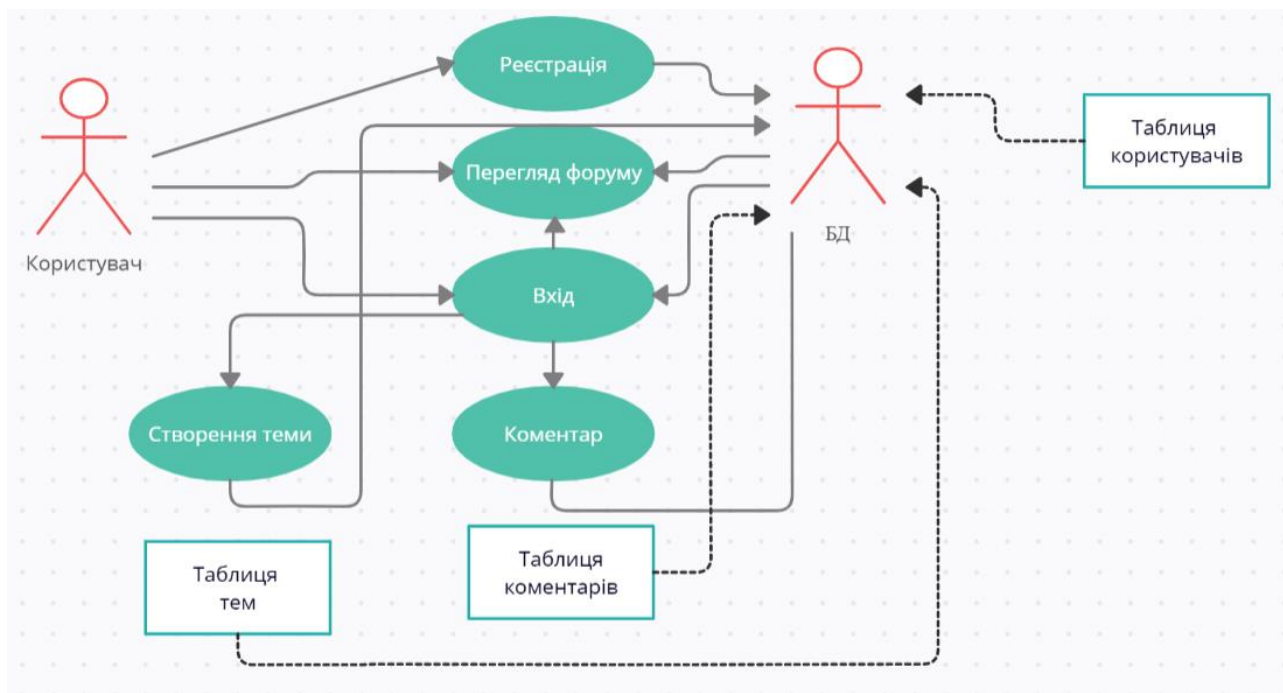 Реєстрація
Таблиця
користувачів
Перегляд форуму
БД
Користувач
Вхід
Створення теми
Коментар
Таблиця
тем
Таблиця
коментарів